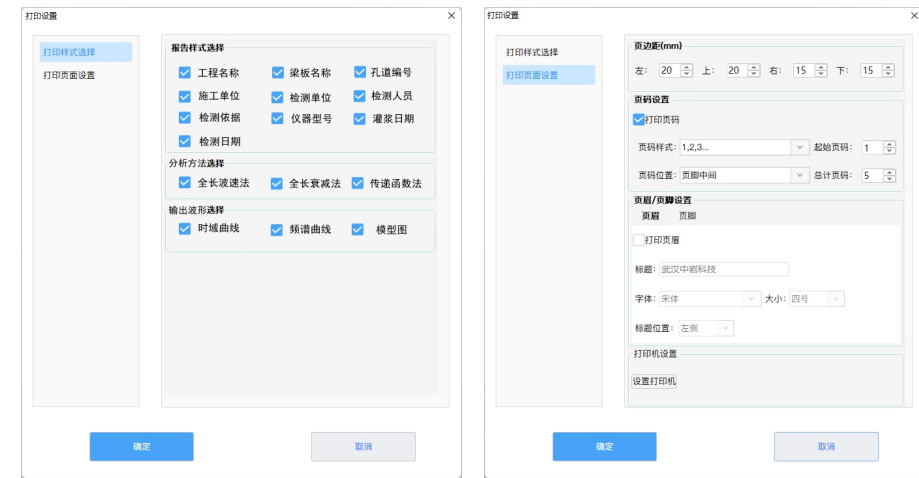 打印设置
打印样式选择
打印页面设置
报告样式选择
工程名称 梁板名称 孔道编号
施工单位 检测单位 检测人员
检测依据 仪器型号 灌浆日期
检测日期
分析方法选择
全长波速法 全长衰减法 传递函数法
输出波形选择
时域曲线 频谱曲线 模型图
确定 取消
打印设置
打印样式选择
打印页面设置
页边距(mm)
左: 20 上: 20 右: 15 下: 15
页码设置
打印页码
页码样式: 1,2,3... 起始页码: 1
页码位置: 页脚中间 总计页码: 5
页眉/页脚设置
页眉 页脚
打印页眉
标题: 武汉中岩科技
字体: 宋体 大小: 四号
标题位置: 左侧
打印机设置
设置打印机
确定 取消